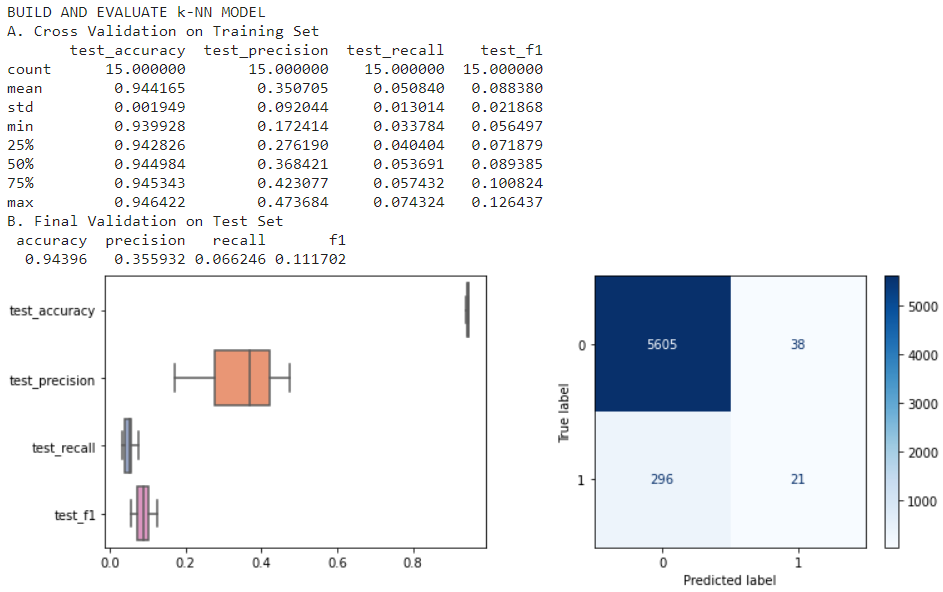 BUILD AND EVALUATE k-NN MODEL
A. Cross Validation on Training Set
test_accuracy test_precision test_recall test_f1
count 15.000000 15.000000 15.000000 15.000000
mean 0.944165 0.350705 0.050840 0.088380
std 0.001949 0.092044 0.013014 0.021868
min 0.939928 0.172414 0.033784 0.056497
25% 0.942826 0.276190 0.040404 0.071879
50% 0.944984 0.368421 0.053691 0.089385
75% 0.945343 0.423077 0.057432 0.100824
max 0.946422 0.473684 0.074324 0.126437
B. Final Validation on Test Set
accuracy precision recall f1
0.94396 0.355932 0.066246 0.111702
test_accuracy
test_precision
test_recall
test_f1
0.0 0.2 0.4 0.6 0.8
True label
0
1
5605 38
296 21
0 1
Predicted label
5000
4000
3000
2000
1000